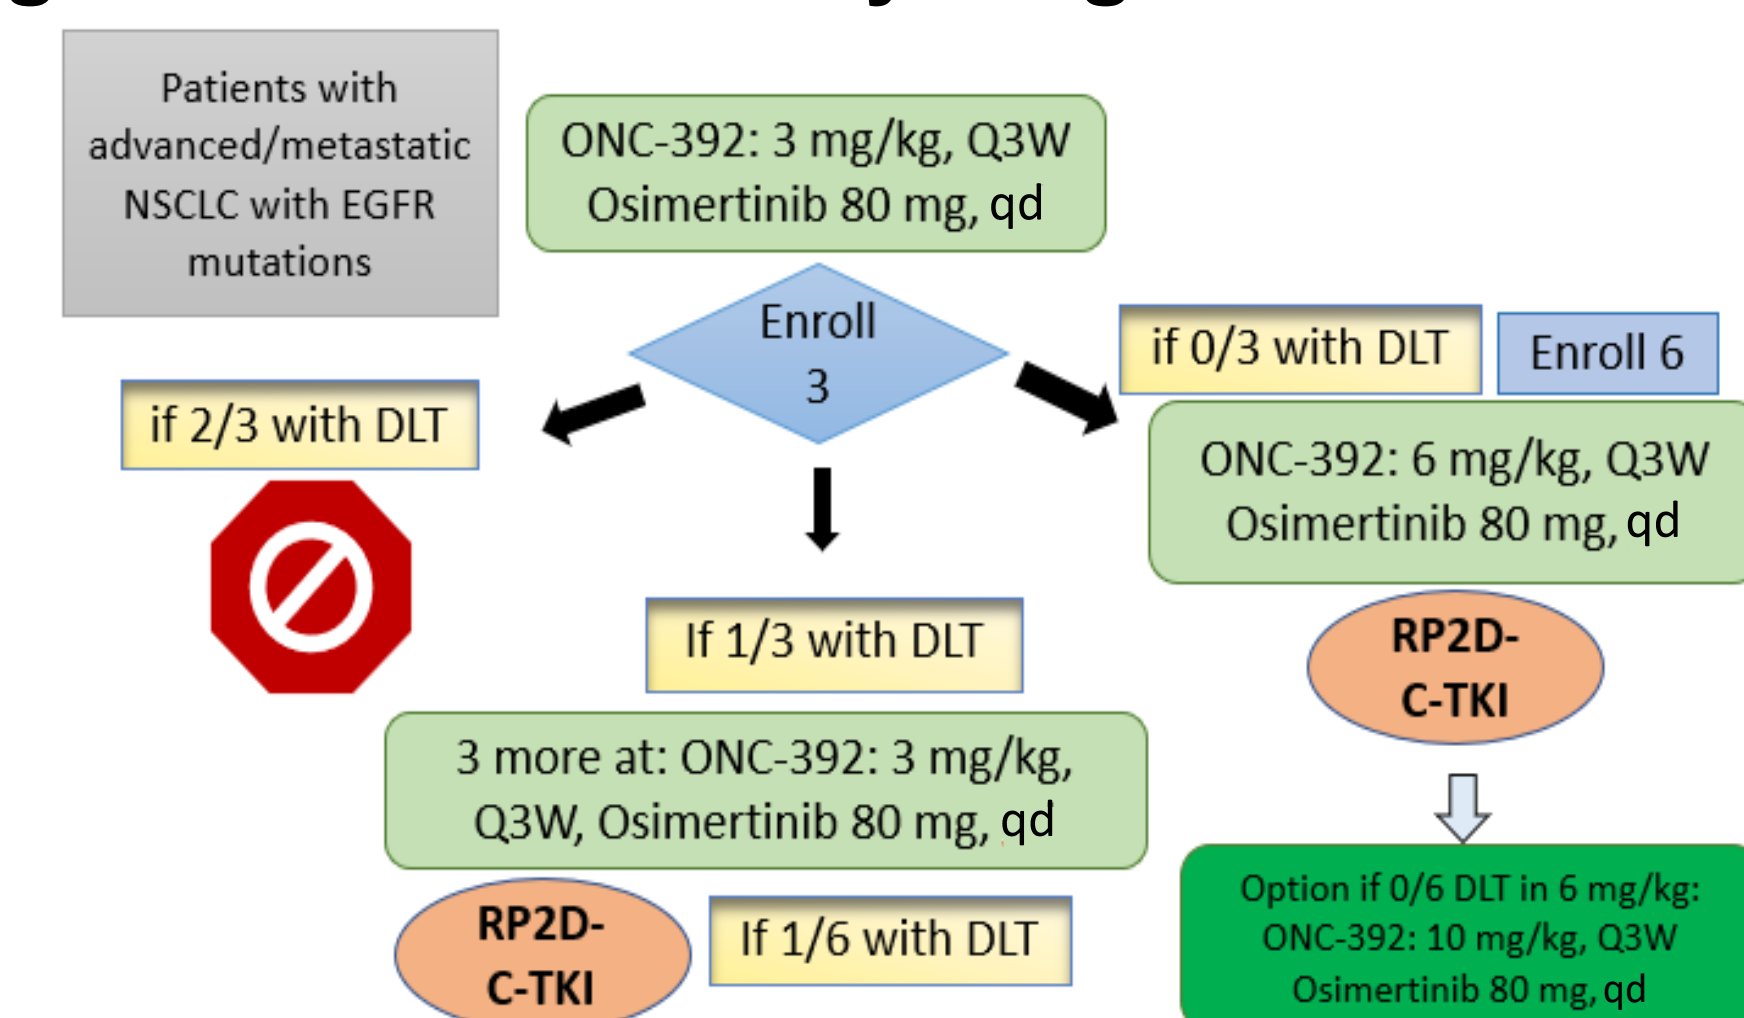 Patients with
advanced/metastatic
NSCLC with EGFR
mutations
ONC-392: 3 mg/kg, Q3W
Osimertinib 80 mg, qd
Enroll
3
if 0/3 with DLT
Enroll 6
if 2/3 with DLT
ONC-392: 6 mg/kg, Q3W
Osimertinib 80 mg, qd
If 1/3 with DLT
RP2D-
C-TKI
3 more at: ONC-392: 3 mg/kg,
Q3W, Osimertinib 80 mg, qd
RP2D-
C-TKI
If 1/6 with DLT
Option if 0/6 DLT in 6 mg/kg:
ONC-392: 10 mg/kg, Q3W
Osimertinib 80 mg, qd